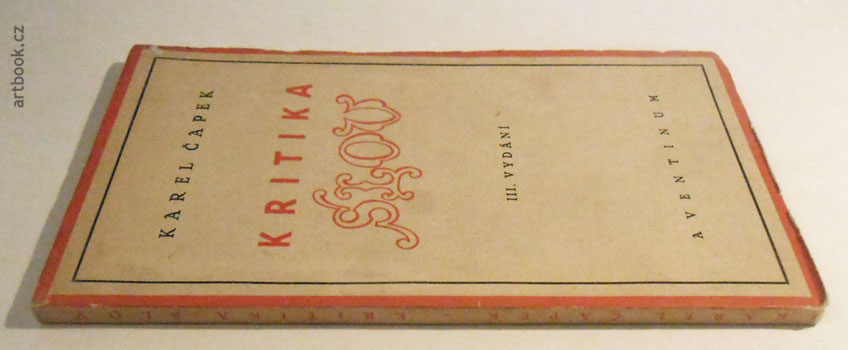 KAREL ČAPEK
KRITIKA
SLOV
III. VYDÁNÍ
AVENTINUM
KAREL ČAPEK - KRITIKA SLOV
artbook.cz